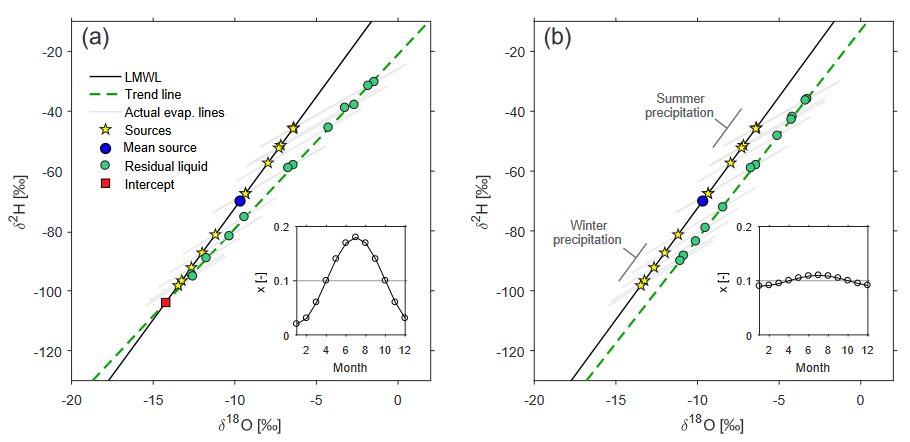 (a)
LMWL
Trend line
Actual evap. lines
Sources
Mean source
Residual liquid
Intercept
-20
-40
-60
-80
-100
-120
δ²H [‰]
-20 -15 -10 -5 0
δ¹⁸O [‰]
0.2
0.1
0
x [-]
2 4 6 8 10 12
Month
(b)
Summer
precipitation
Winter
precipitation
-20
-40
-60
-80
-100
-120
δ²H [‰]
-20 -15 -10 -5 0
δ¹⁸O [‰]
0.2
0.1
0
x [-]
2 4 6 8 10 12
Month